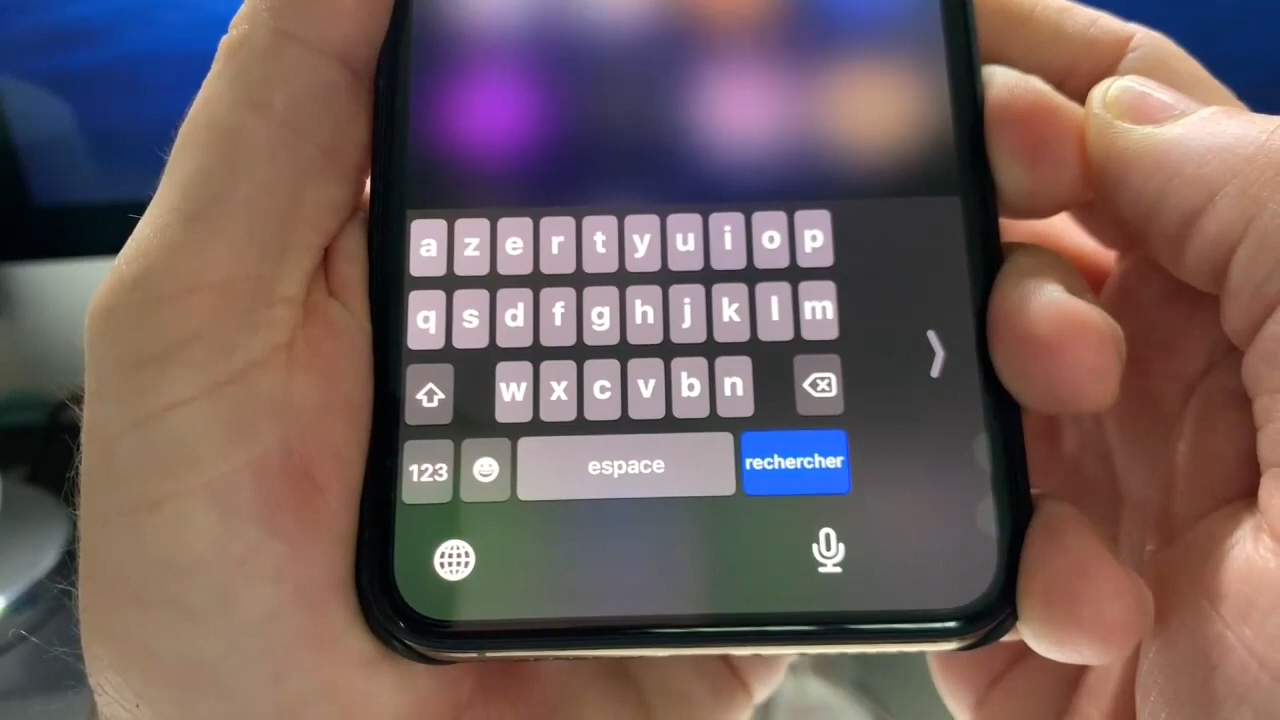 a z e r t y u i o p
q s d f g h j k l m
w x c v b n
123 espace rechercher